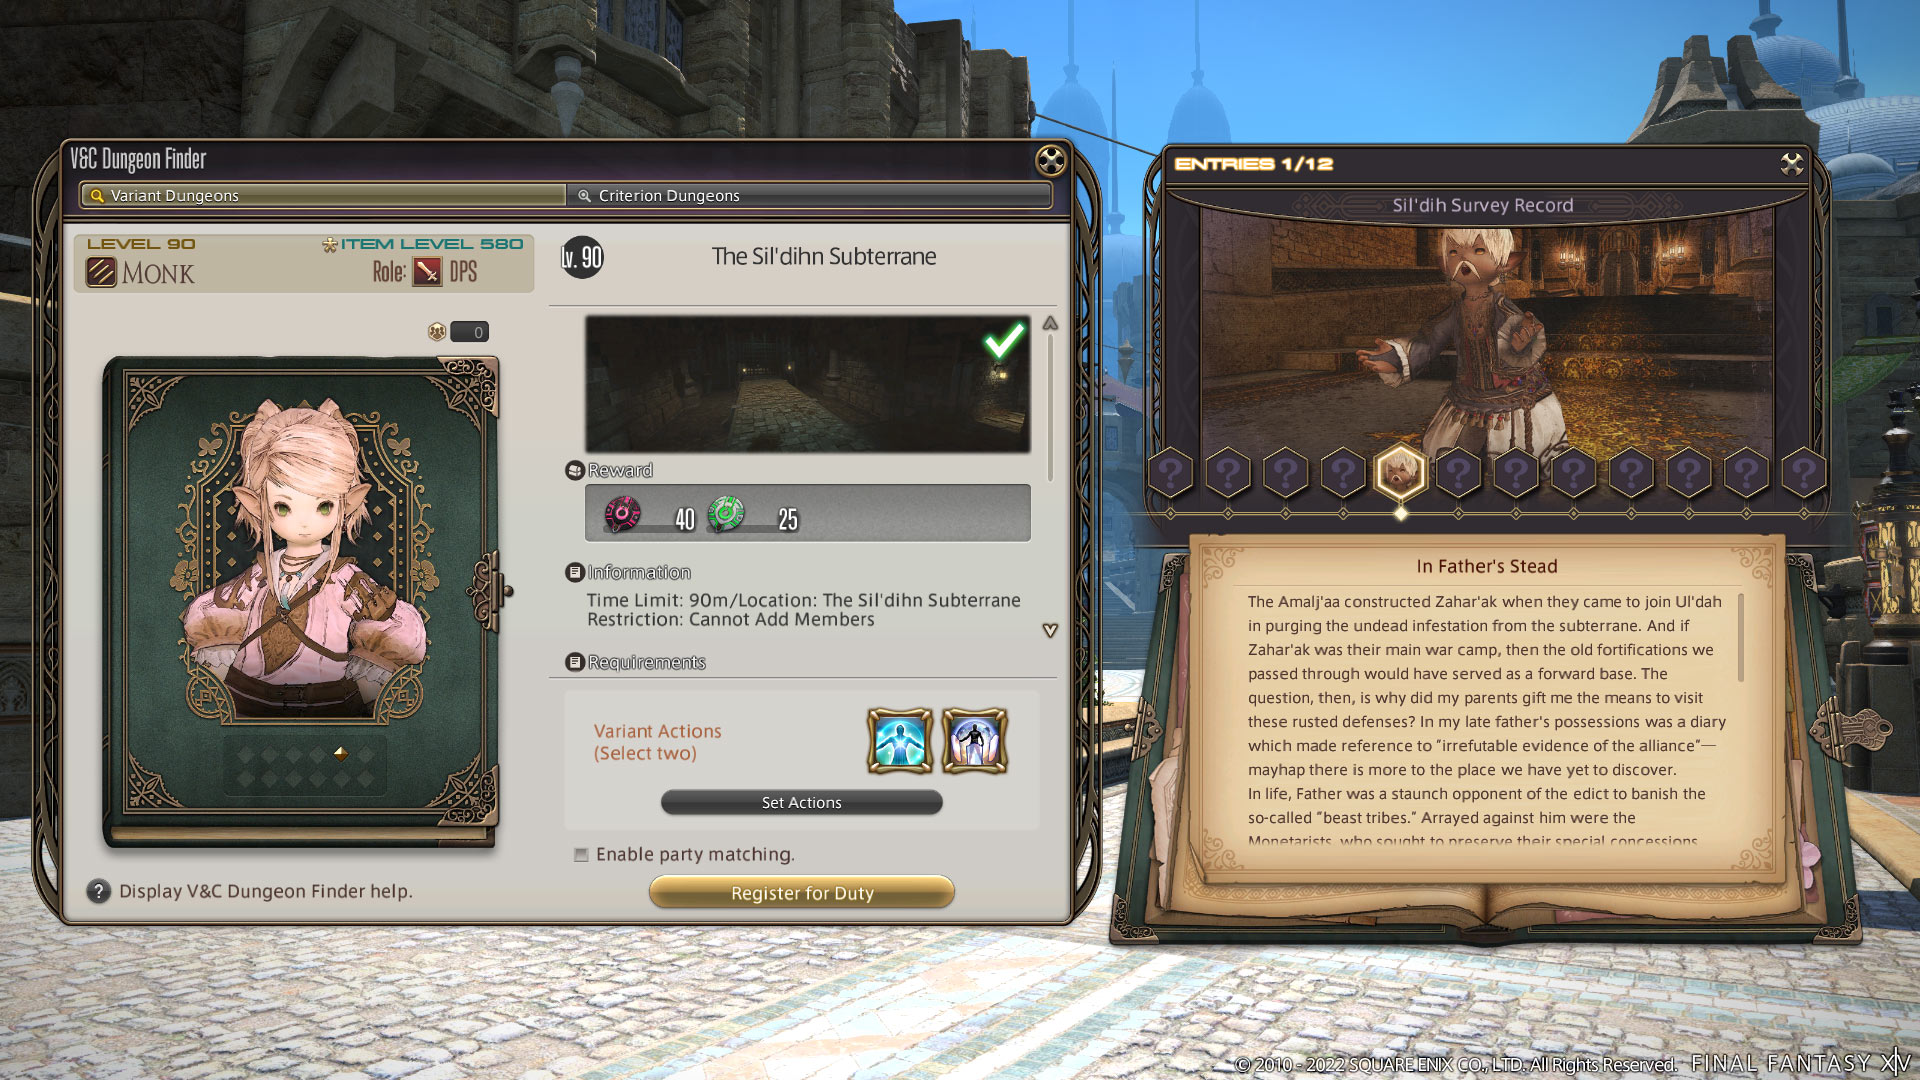 V&C Dungeon Finder
Variant Dungeons
Criterion Dungeons
LEVEL 90
ITEM LEVEL 580
MONK
Role: DPS
0
Display V&C Dungeon Finder help.
Lv. 90
The Sil'dihn Subterrane
Reward
40
25
Information
Time Limit: 90m/Location: The Sil'dihn Subterrane
Restriction: Cannot Add Members
Requirements
Variant Actions
(Select two)
Set Actions
Enable party matching.
Register for Duty
ENTRIES 1/12
Sil'dih Survey Record
? ? ? ? ? ? ? ? ? ? ?
In Father's Stead
The Amalj'aa constructed Zahar'ak when they came to join Ul'dah
in purging the undead infestation from the subterrane. And if
Zahar'ak was their main war camp, then the old fortifications we
passed through would have served as a forward base. The
question, then, is why did my parents gift me the means to visit
these rusted defenses? In my late father's possessions was a diary
which made reference to "irrefutable evidence of the alliance"—
mayhap there is more to the place we have yet to discover.
In life, Father was a staunch opponent of the edict to banish the
so-called "beast tribes." Arrayed against him were the
Monetarists, who sought to preserve their special concessions
© 2010 - 2022 SQUARE ENIX CO., LTD. All Rights Reserved. FINAL FANTASY XIV